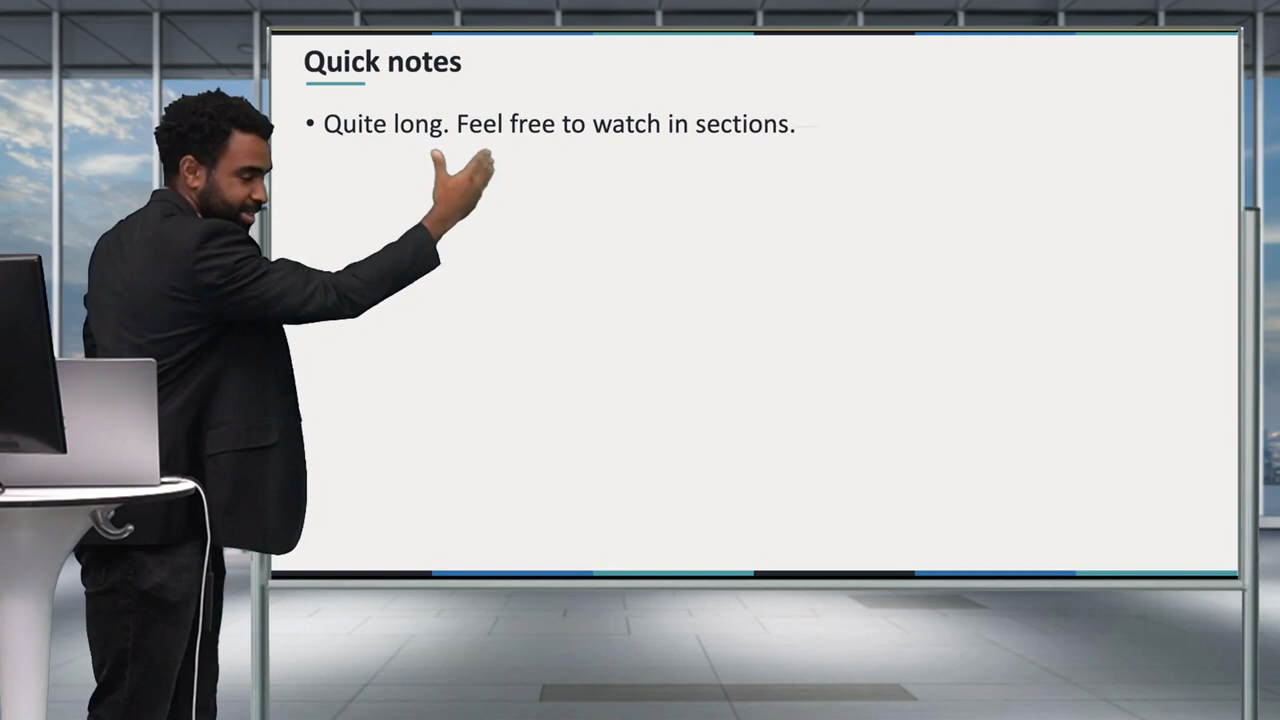 Quick notes
• Quite long. Feel free to watch in sections.